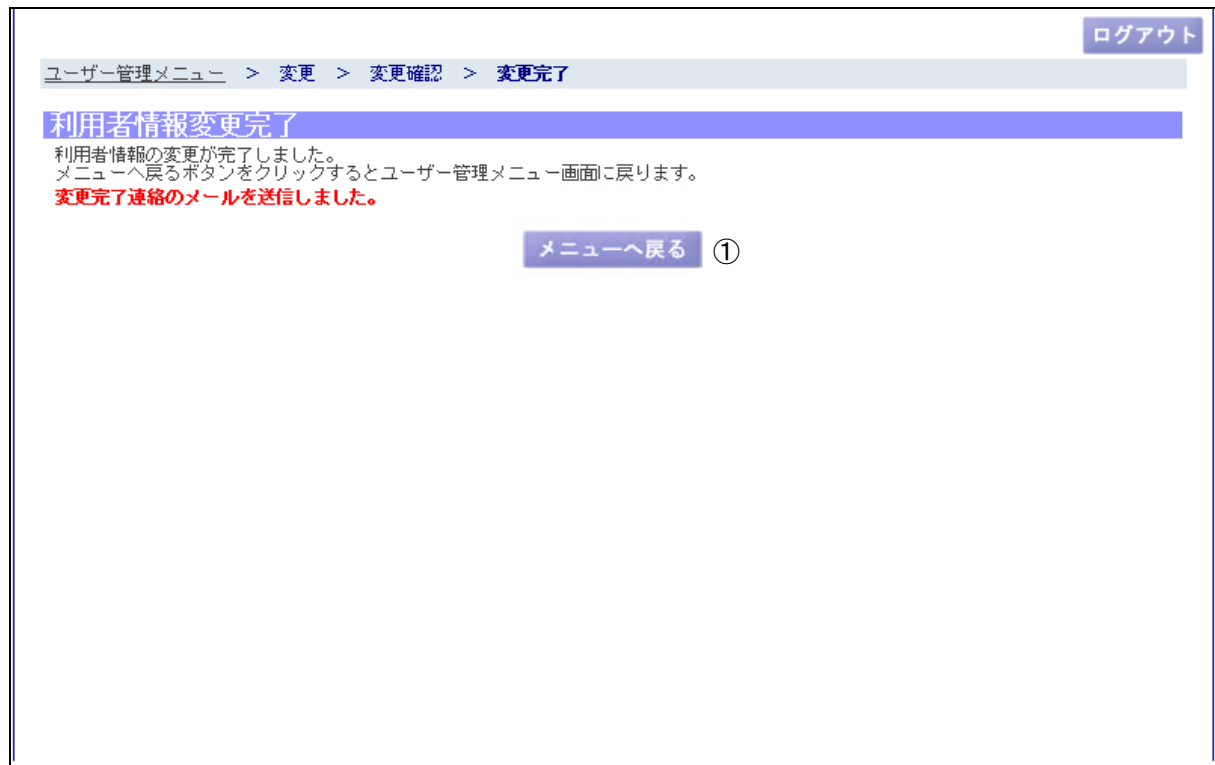 ログアウト
ユーザー管理メニュー > 変更 > 変更確認 > 変更完了
利用者情報変更完了
利用者情報の変更が完了しました。
メニューへ戻るボタンをクリックするとユーザー管理メニュー画面に戻ります。
変更完了連絡のメールを送信しました。
メニューへ戻る ①